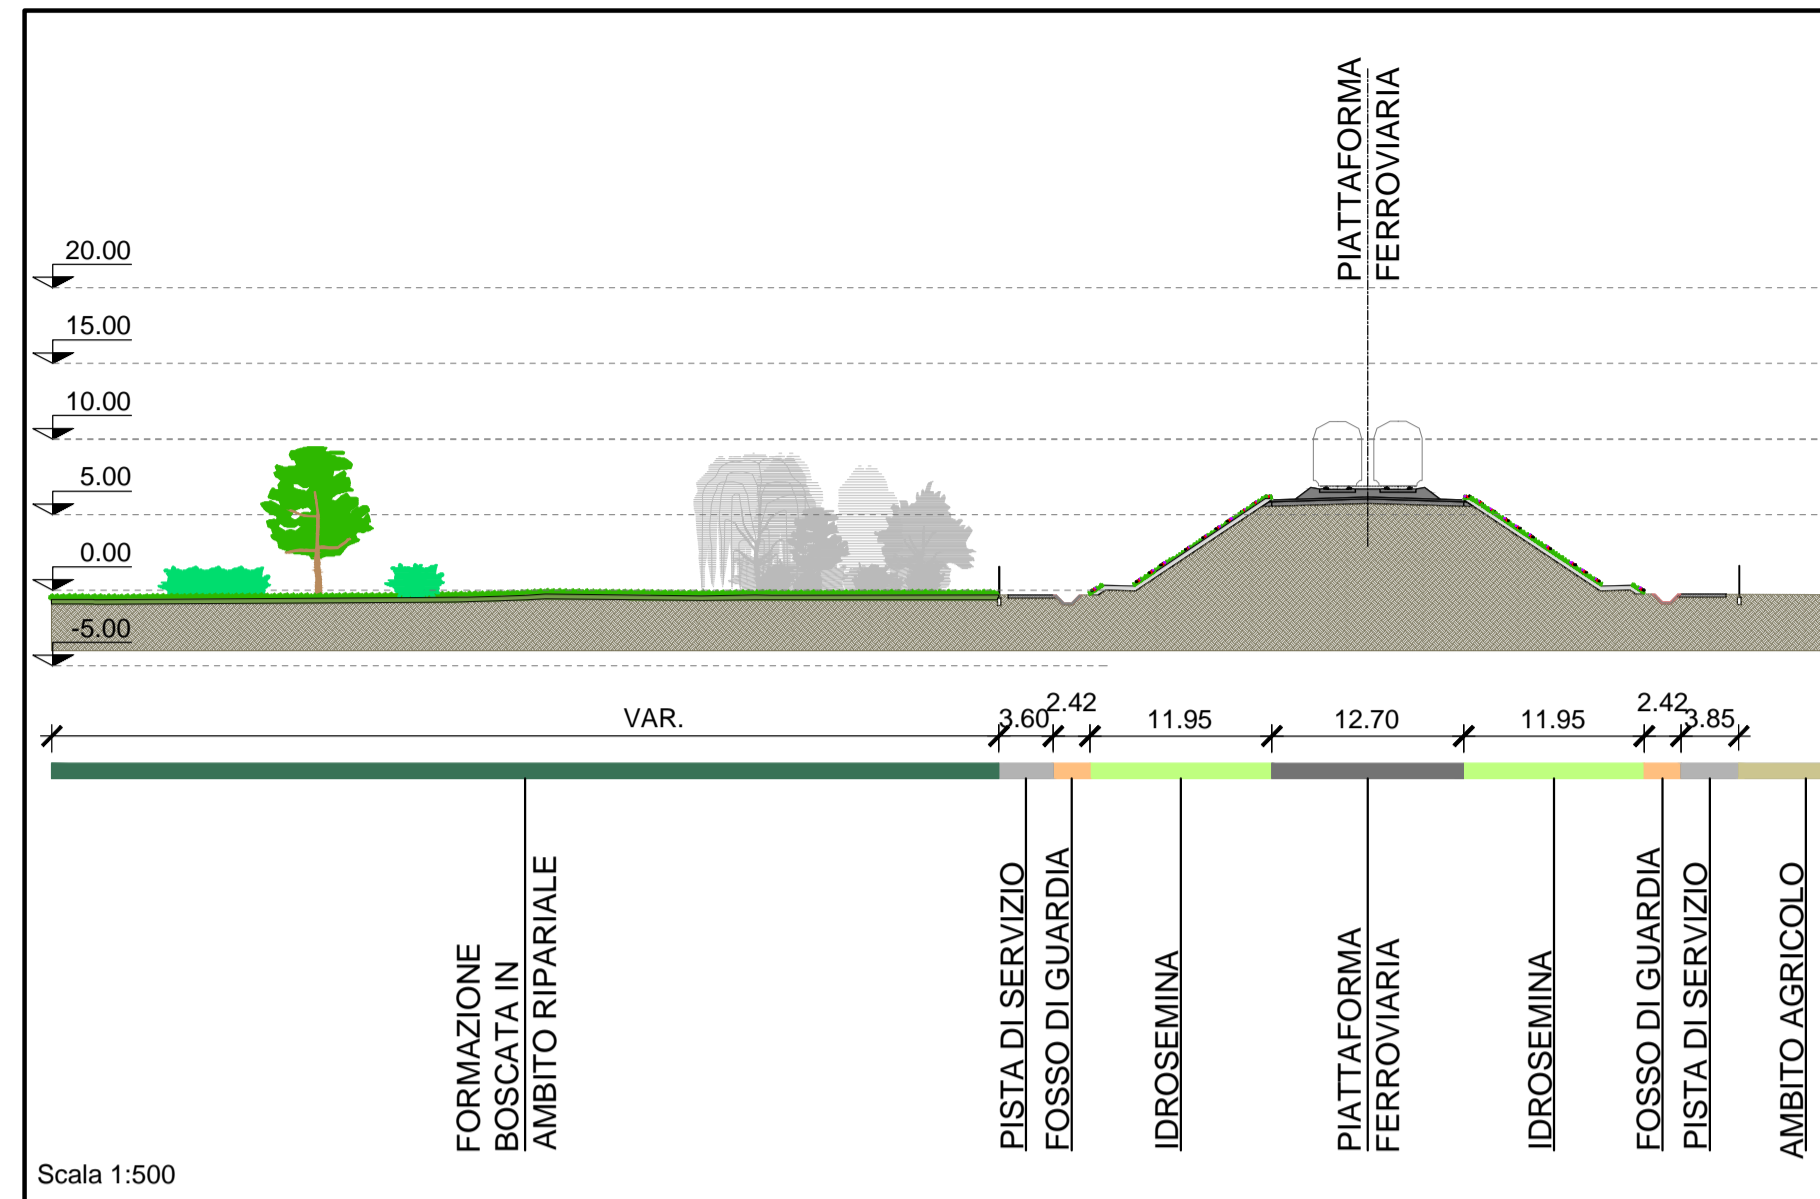 PIATTAFORMA
FERROVIARIA
20.00
15.00
10.00
5.00
0.00
-5.00
VAR.
3.60
2.42
11.95
12.70
11.95
2.42
3.85
FORMAZIONE
BOSCATA IN
AMBITO RIPARIALE
PISTA DI SERVIZIO
FOSSO DI GUARDIA
IDROSEMINA
PIATTAFORMA
FERROVIARIA
IDROSEMINA
FOSSO DI GUARDIA
PISTA DI SERVIZIO
AMBITO AGRICOLO
Scala 1:500